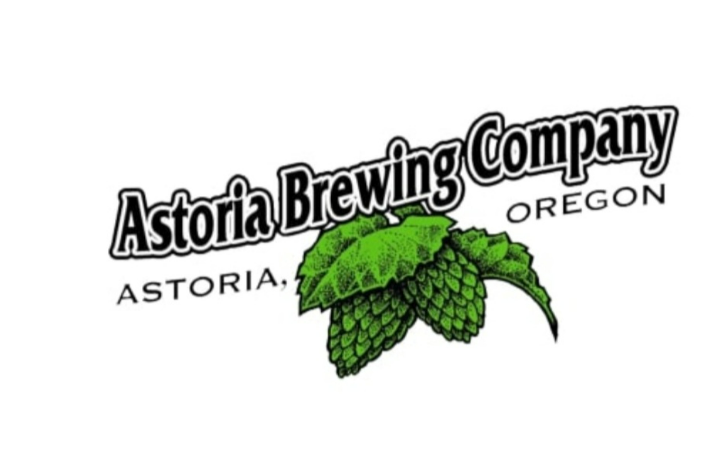 Astoria Brewing Company
ASTORIA, OREGON